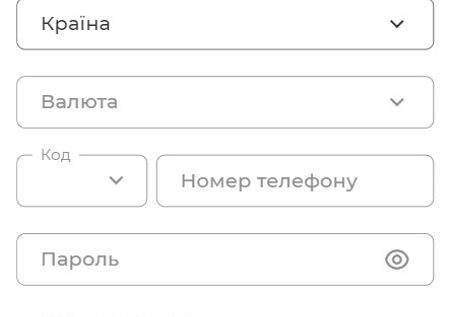 Країна
Валюта
Код
Номер телефону
Пароль